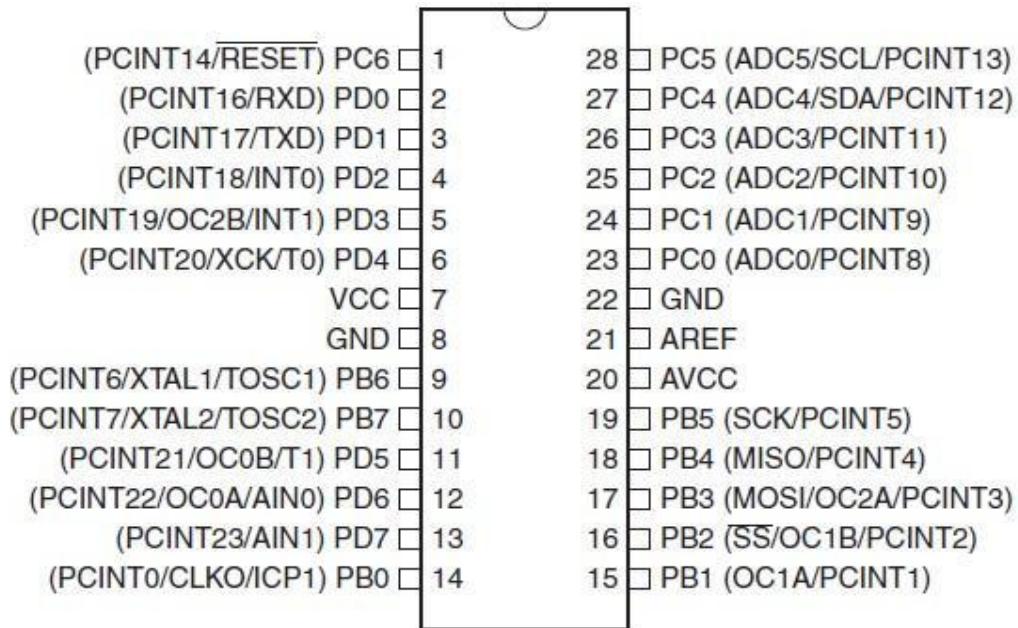 (PCINT14/RESET) PC6 1 28 PC5 (ADC5/SCL/PCINT13)
(PCINT16/RXD) PD0 2 27 PC4 (ADC4/SDA/PCINT12)
(PCINT17/TXD) PD1 3 26 PC3 (ADC3/PCINT11)
(PCINT18/INT0) PD2 4 25 PC2 (ADC2/PCINT10)
(PCINT19/OC2B/INT1) PD3 5 24 PC1 (ADC1/PCINT9)
(PCINT20/XCK/T0) PD4 6 23 PC0 (ADC0/PCINT8)
VCC 7 22 GND
GND 8 21 AREF
(PCINT6/XTAL1/TOSC1) PB6 9 20 AVCC
(PCINT7/XTAL2/TOSC2) PB7 10 19 PB5 (SCK/PCINT5)
(PCINT21/OC0B/T1) PD5 11 18 PB4 (MISO/PCINT4)
(PCINT22/OC0A/AIN0) PD6 12 17 PB3 (MOSI/OC2A/PCINT3)
(PCINT23/AIN1) PD7 13 16 PB2 (SS/OC1B/PCINT2)
(PCINT0/CLKO/ICP1) PB0 14 15 PB1 (OC1A/PCINT1)